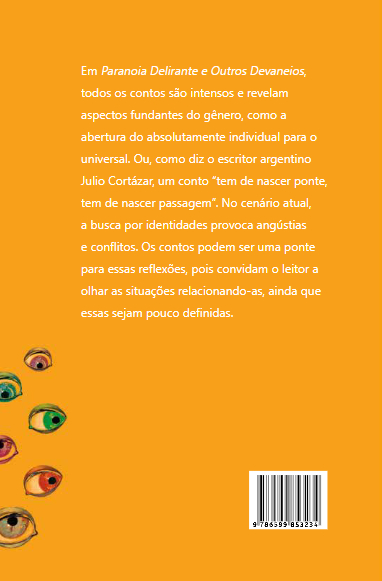 Em Paranoia Delirante e Outros Devaneios,
todos os contos são intensos e revelam
aspectos fundantes do gênero, como a
abertura do absolutamente individual para o
universal. Ou, como diz o escritor argentino
Julio Cortázar, um conto “tem de nascer ponte,
tem de nascer passagem”. No cenário atual,
a busca por identidades provoca angústias
e conflitos. Os contos podem ser uma ponte
para essas reflexões, pois convidam o leitor a
olhar as situações relacionando-as, ainda que
essas sejam pouco definidas.
9 786599 853234